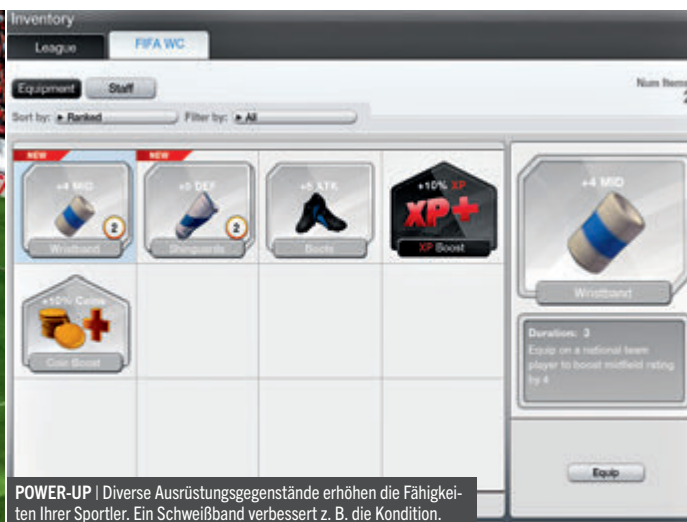 Inventory
League FIFA WC
Equipment Staff
Num Items
2
Sort by: ▸ Ranked Filter by: ▸ All
NEW NEW
+4 MID DEF ATK +10% XP
XP+
2 2
Wristband Shinguards Boots XP Boost
+10% Coins
Coin Boost
+4 MID
Wristband
Duration: 3
Equip on a national team
player to boost midfield rating
by 4
Equip
POWER-UP | Diverse Ausrüstungsgegenstände erhöhen die Fähigkei-
ten Ihrer Sportler. Ein Schweißband verbessert z. B. die Kondition.